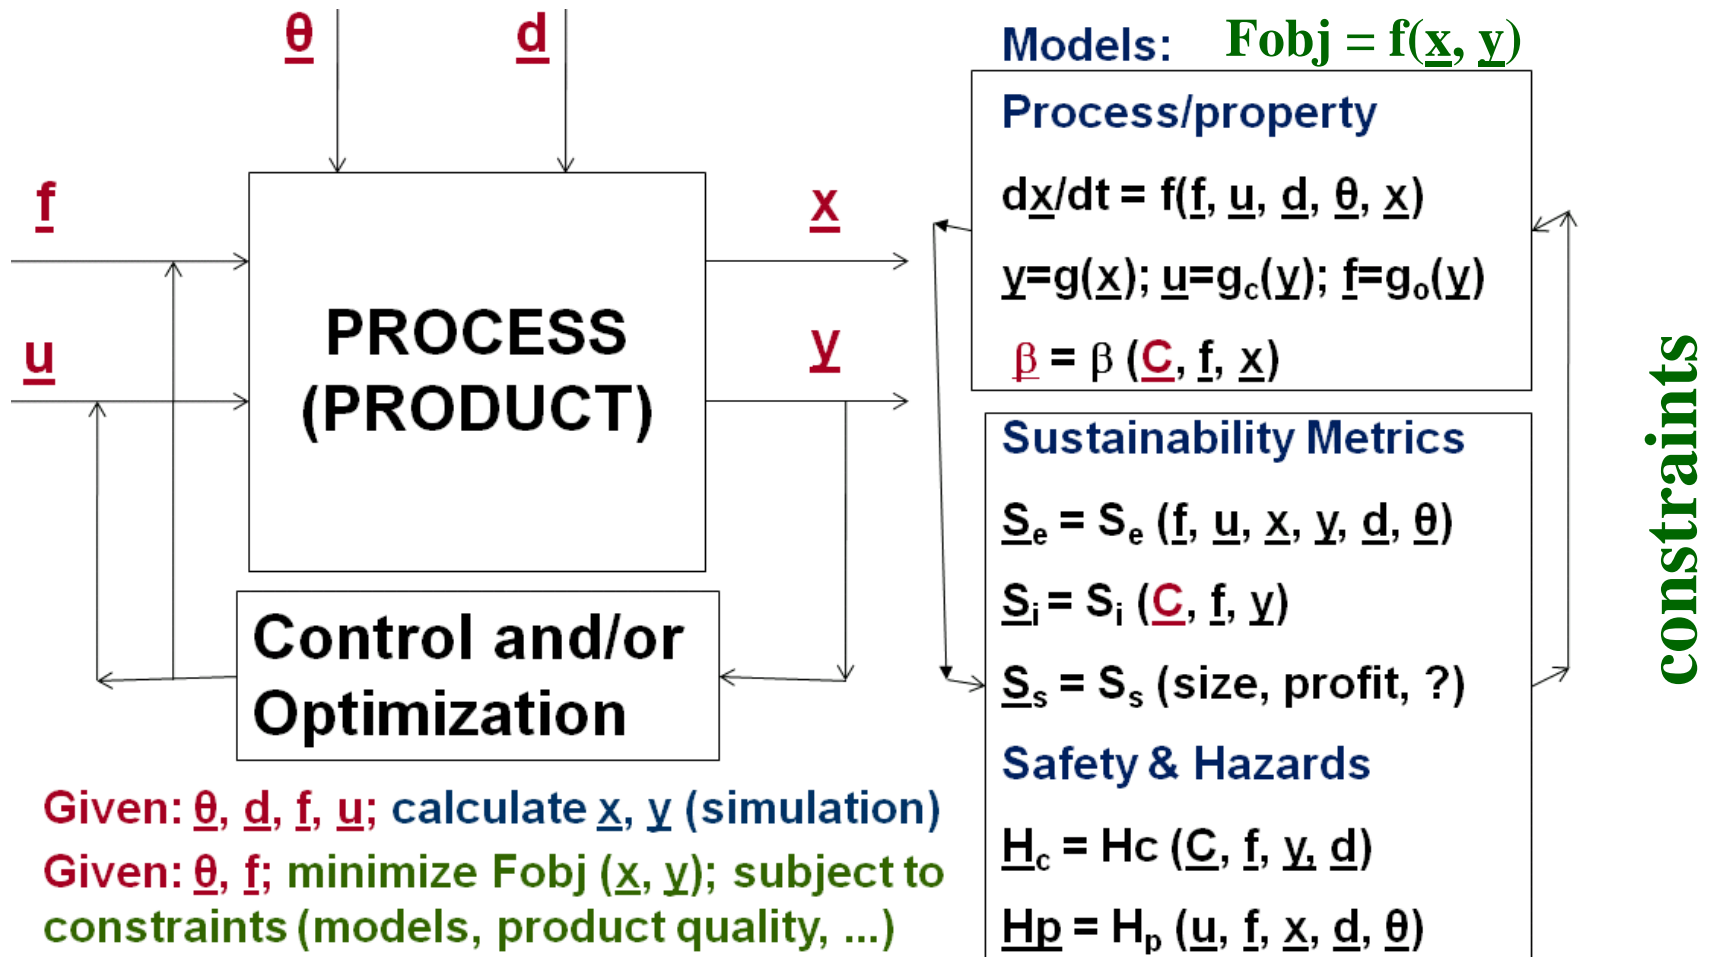 θ
d
f
u
PROCESS
(PRODUCT)
x
y
Control and/or
Optimization
Given: θ, d, f, u; calculate x, y (simulation)
Given: θ, f; minimize Fobj (x, y); subject to
constraints (models, product quality, ...)
Models: Fobj = f(x, y)
Process/property
dx/dt = f(f, u, d, θ, x)
y=g(x); u=gc(y); f=go(y)
β = β (C, f, x)
Sustainability Metrics
Se = Se (f, u, x, y, d, θ)
Si = Si (C, f, y)
Ss = Ss (size, profit, ?)
Safety & Hazards
Hc = Hc (C, f, y, d)
Hp = Hp (u, f, x, d, θ)
constraints